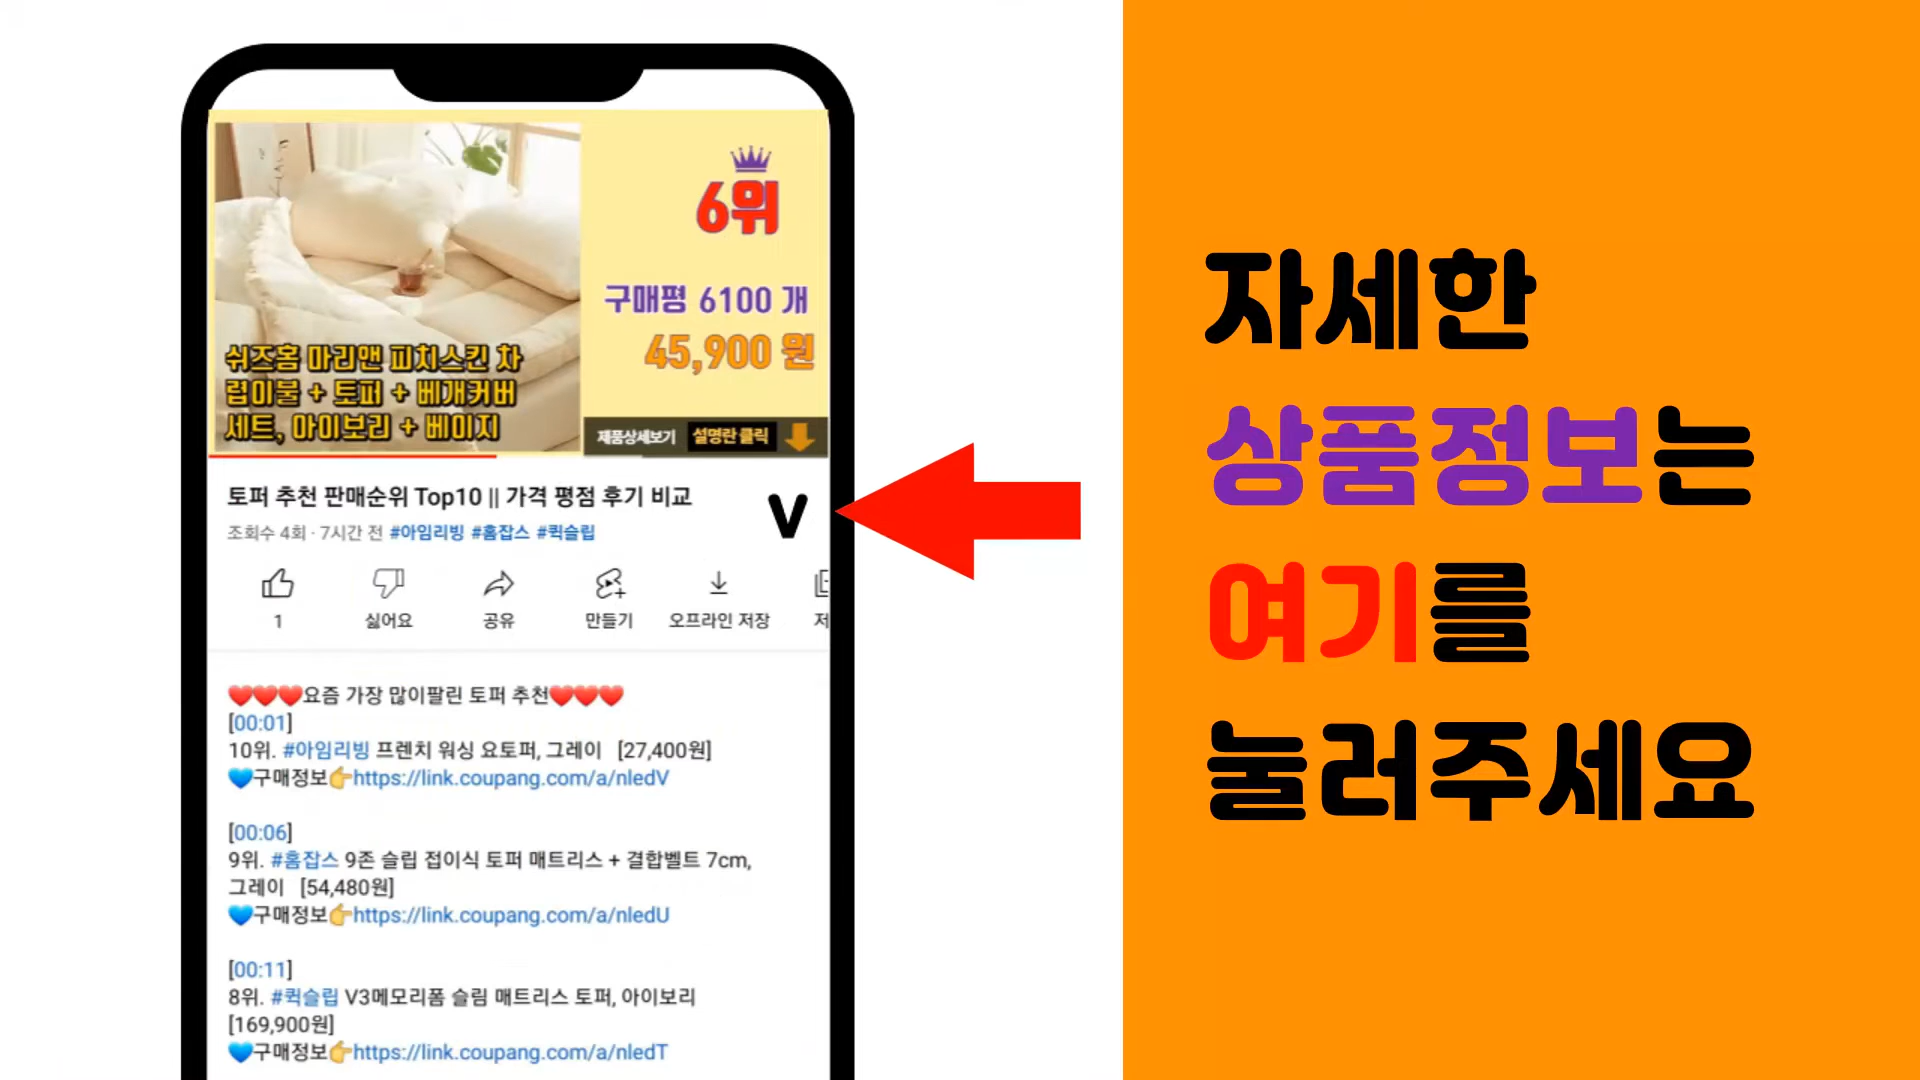 6위
구매평 6100 개
45,900 원
쉬즈홈 마리앤 피치스킨 차
렵이불 + 토퍼 + 베개커버
세트, 아이보리 + 베이지
제품상세보기 설명란 클릭
토퍼 추천 판매순위 Top10 || 가격 평점 후기 비교
V
조회수 4회 · 7시간 전 #아임리빙 #홈잡스 #퀵슬립
1 싫어요 공유 만들기 오프라인 저장 저
❤️❤️❤️요즘 가장 많이팔린 토퍼 추천❤️❤️❤️
[00:01]
10위. #아임리빙 프렌치 워싱 요토퍼, 그레이 [27,400원]
💙구매정보👉https://link.coupang.com/a/nledV
[00:06]
9위. #홈잡스 9존 슬립 접이식 토퍼 매트리스 + 결합벨트 7cm,
그레이 [54,480원]
💙구매정보👉https://link.coupang.com/a/nledU
[00:11]
8위. #퀵슬립 V3메모리폼 슬림 매트리스 토퍼, 아이보리
[169,900원]
💙구매정보👉https://link.coupang.com/a/nledT
자세한
상품정보는
여기를
눌러주세요